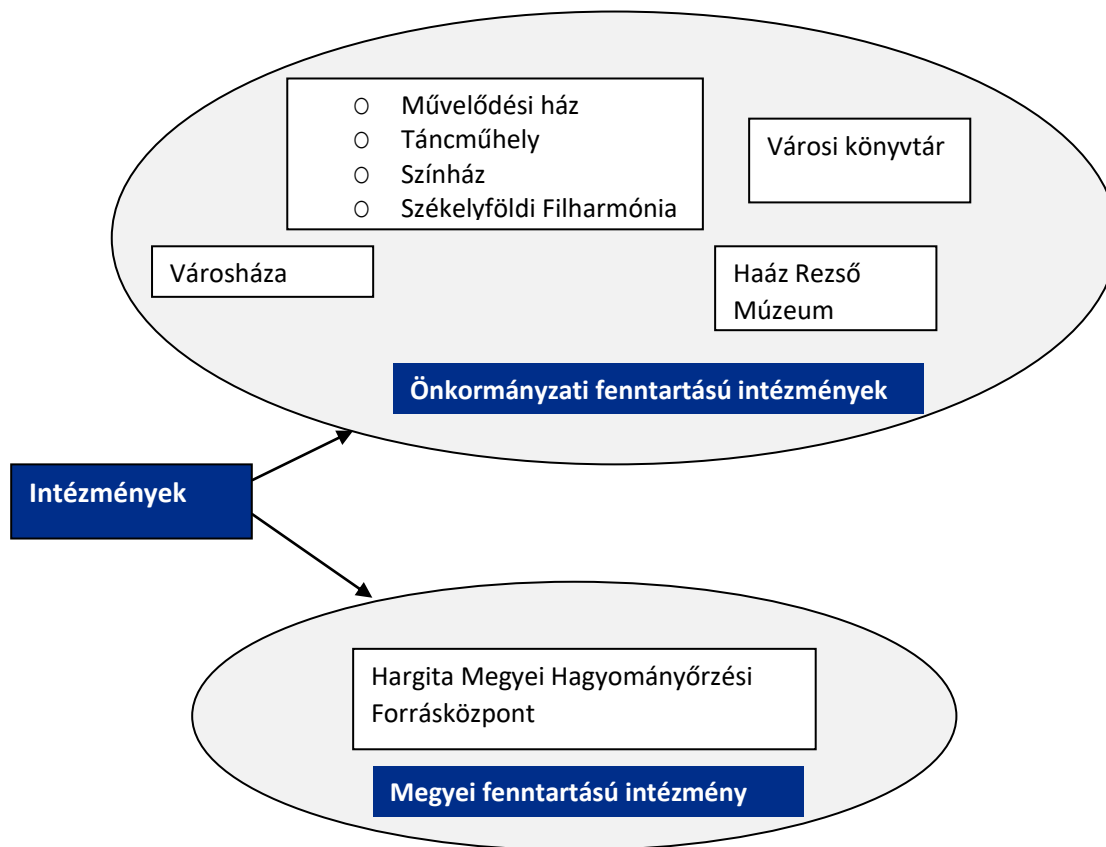 ○ Művelődési ház
○ Táncműhely
○ Színház
○ Székelyföldi Filharmónia
Városi könyvtár
Városháza
Haáz Rezső
Múzeum
Önkormányzati fenntartású intézmények
Intézmények
Hargita Megyei Hagyományőrzési
Forrásközpont
Megyei fenntartású intézmény